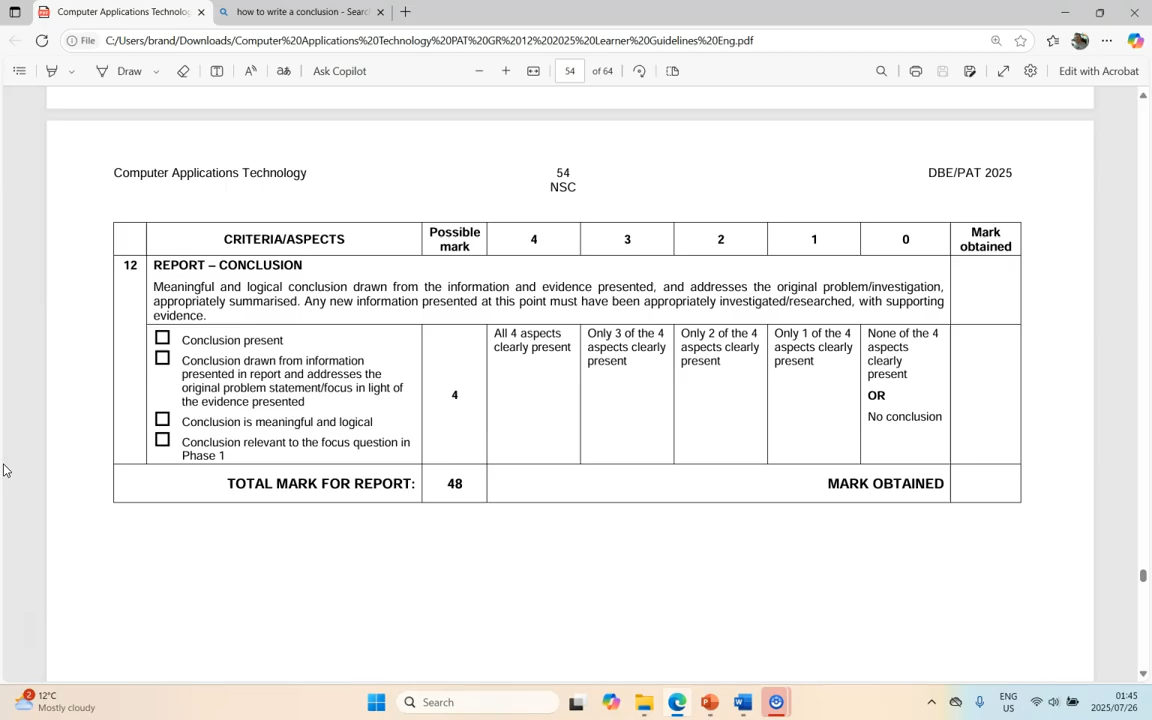 Computer Applications Technolog
how to write a conclusion - Searc
File
C:/Users/brand/Downloads/Computer%20Applications%20Technology%20PAT%20GR%2012%202025%20Learner%20Guidelines%20Eng.pdf
Draw
Ask Copilot
54 of 64
Edit with Acrobat
Computer Applications Technology
54
NSC
DBE/PAT 2025
CRITERIA/ASPECTS
Possible
mark
4
3
2
1
0
Mark
obtained
12
REPORT – CONCLUSION
Meaningful and logical conclusion drawn from the information and evidence presented, and addresses the original problem/investigation,
appropriately summarised. Any new information presented at this point must have been appropriately investigated/researched, with supporting
evidence.
Conclusion present
Conclusion drawn from information
presented in report and addresses the
original problem statement/focus in light of
the evidence presented
Conclusion is meaningful and logical
Conclusion relevant to the focus question in
Phase 1
4
All 4 aspects
clearly present
Only 3 of the 4
aspects clearly
present
Only 2 of the 4
aspects clearly
present
Only 1 of the 4
aspects clearly
present
None of the 4
aspects
clearly
present
OR
No conclusion
TOTAL MARK FOR REPORT:
48
MARK OBTAINED
2
12°C
Mostly cloudy
Search
ENG
US
01:45
2025/07/26